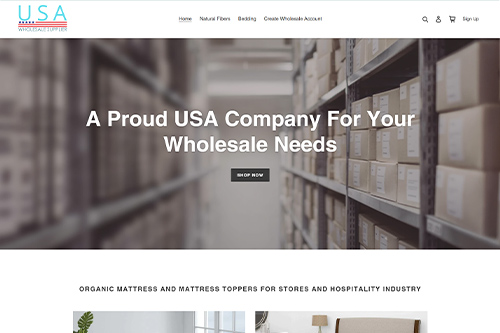 USA
WHOLESALE SUPPLIER
Home Natural Fibers Bedding Create Wholesale Account Sign Up
A Proud USA Company For Your
Wholesale Needs
SHOP NOW
ORGANIC MATTRESS AND MATTRESS TOPPERS FOR STORES AND HOSPITALITY INDUSTRY